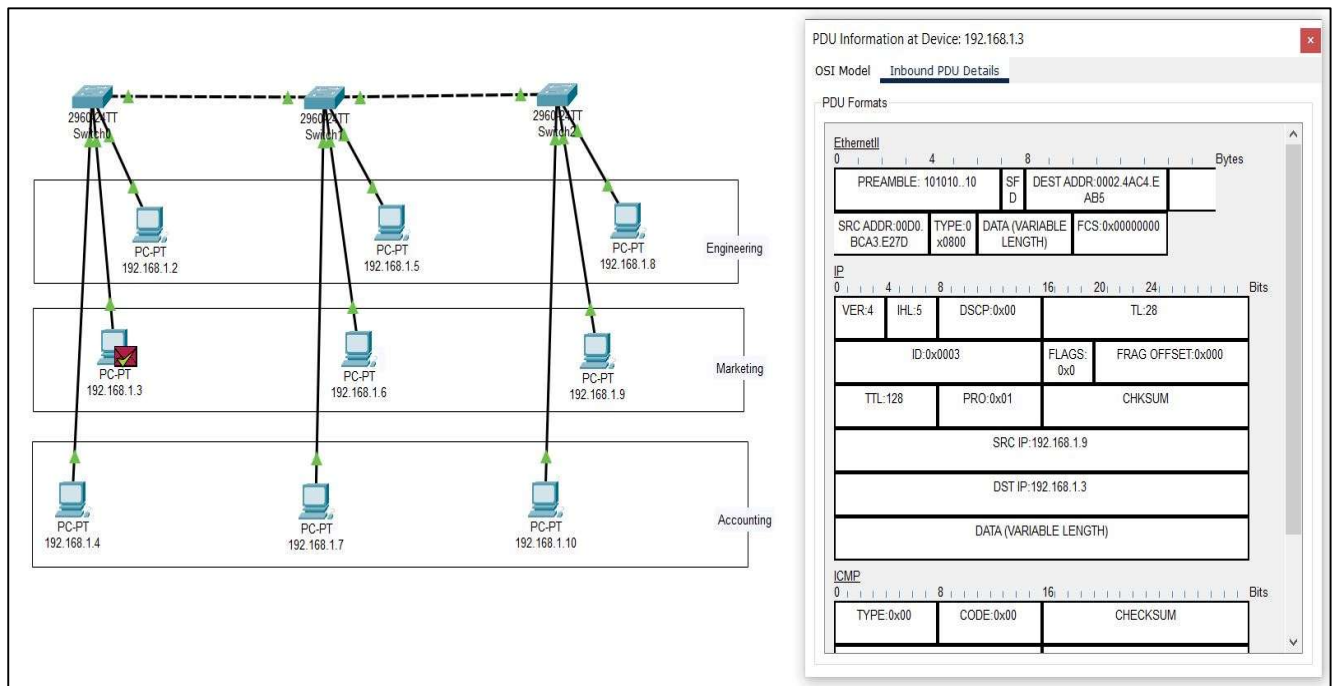 2960-24TT
Switch0
2960-24TT
Switch1
2960-24TT
Switch2
PC-PT
192.168.1.2
PC-PT
192.168.1.5
PC-PT
192.168.1.8
Engineering
PC-PT
192.168.1.3
PC-PT
192.168.1.6
PC-PT
192.168.1.9
Marketing
PC-PT
192.168.1.4
PC-PT
192.168.1.7
PC-PT
192.168.1.10
Accounting
PDU Information at Device: 192.168.1.3
x
OSI Model Inbound PDU Details
PDU Formats
EthernetII
0 4 8 Bytes
PREAMBLE: 101010..10 SF DEST ADDR:0002.4AC4.E
D AB5
SRC ADDR:00D0. TYPE:0 DATA (VARIABLE FCS:0x00000000
BCA3.E27D x0800 LENGTH)
IP
0 4 8 16 20 24 Bits
VER:4 IHL:5 DSCP:0x00 TL:28
ID:0x0003 FLAGS: FRAG OFFSET:0x000
0x0
TTL:128 PRO:0x01 CHKSUM
SRC IP:192.168.1.9
DST IP:192.168.1.3
DATA (VARIABLE LENGTH)
ICMP
0 8 16 Bits
TYPE:0x00 CODE:0x00 CHECKSUM